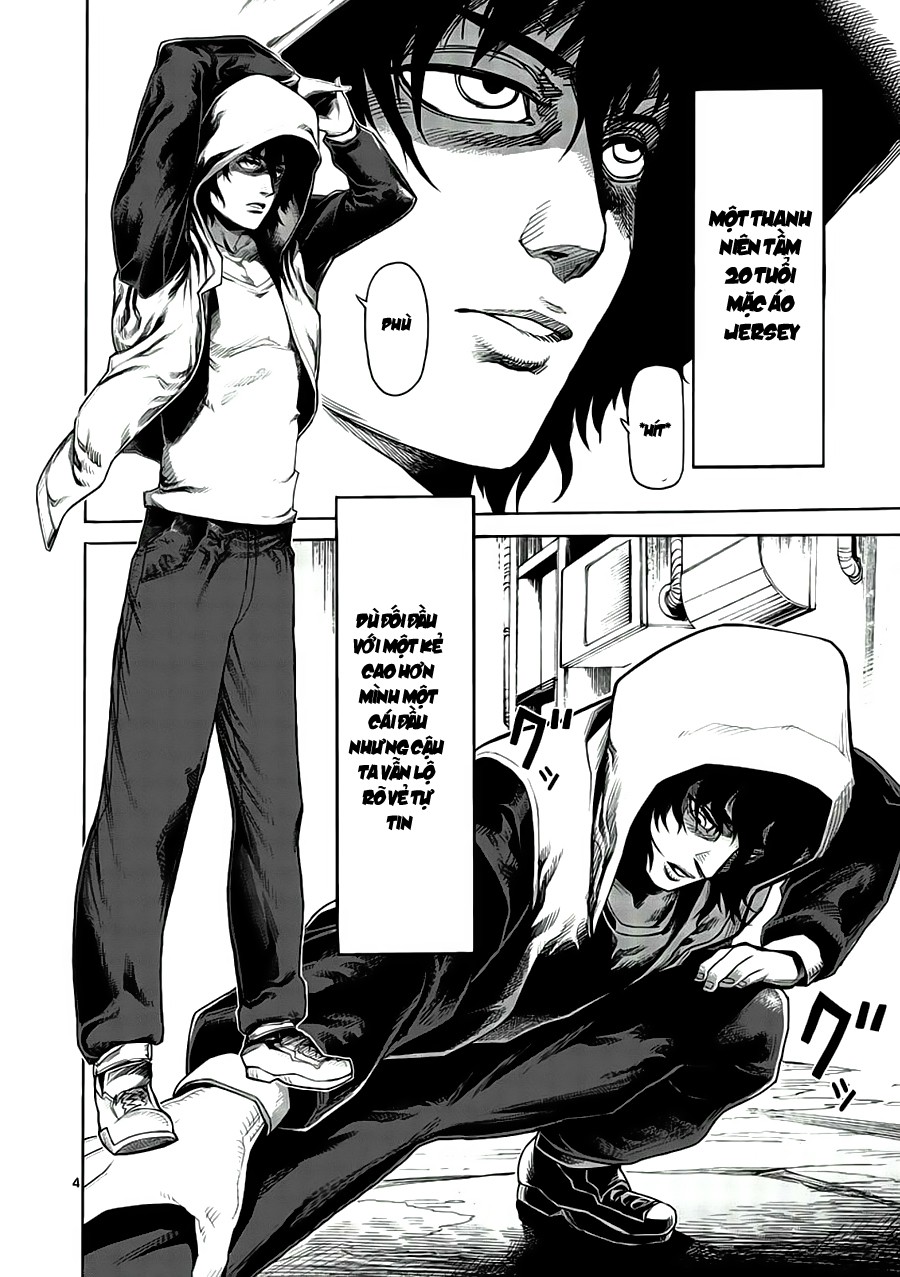 MỘT THANH
NIÊN TẦM
20 TUỔI
MẶC ÁO
JERSEY
*HÍT*
PHÙ
DÙ ĐỐI ĐẦU
VỚI MỘT KẺ
CAO HƠN
MÌNH MỘT
CÁI ĐẦU
NHƯNG CẬU
TA VẪN LỘ
RÕ VẺ TỰ
TIN
グッ
グッ
4